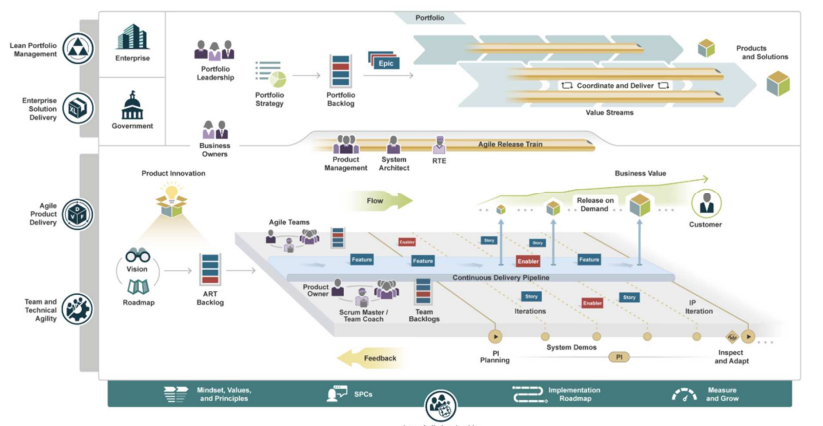 Portfolio
Lean Portfolio
Management
Enterprise
Portfolio
Leadership
Epic
Products
and Solutions
Portfolio
Strategy
Portfolio
Backlog
Coordinate and Deliver
Value Streams
Enterprise
Solution
Delivery
Government
Business
Owners
Agile Release Train
Product
Management
System
Architect
RTE
Product Innovation
Business Value
Agile
Product
Delivery
Flow
Release on
Demand
Customer
Agile Teams
Enabler
Story
Story
Vision
Feature
Feature
Enabler
Feature
Continuous Delivery Pipeline
Roadmap
ART
Backlog
Product
Owner
Scrum Master /
Team Coach
Team
Backlogs
Story
Enabler
Story
Iterations
IP
Iteration
Team and
Technical
Agility
Feedback
PI
Planning
System Demos
PI
Inspect
and Adapt
Mindset, Values,
and Principles
SPCs
Implementation
Roadmap
Measure
and Grow